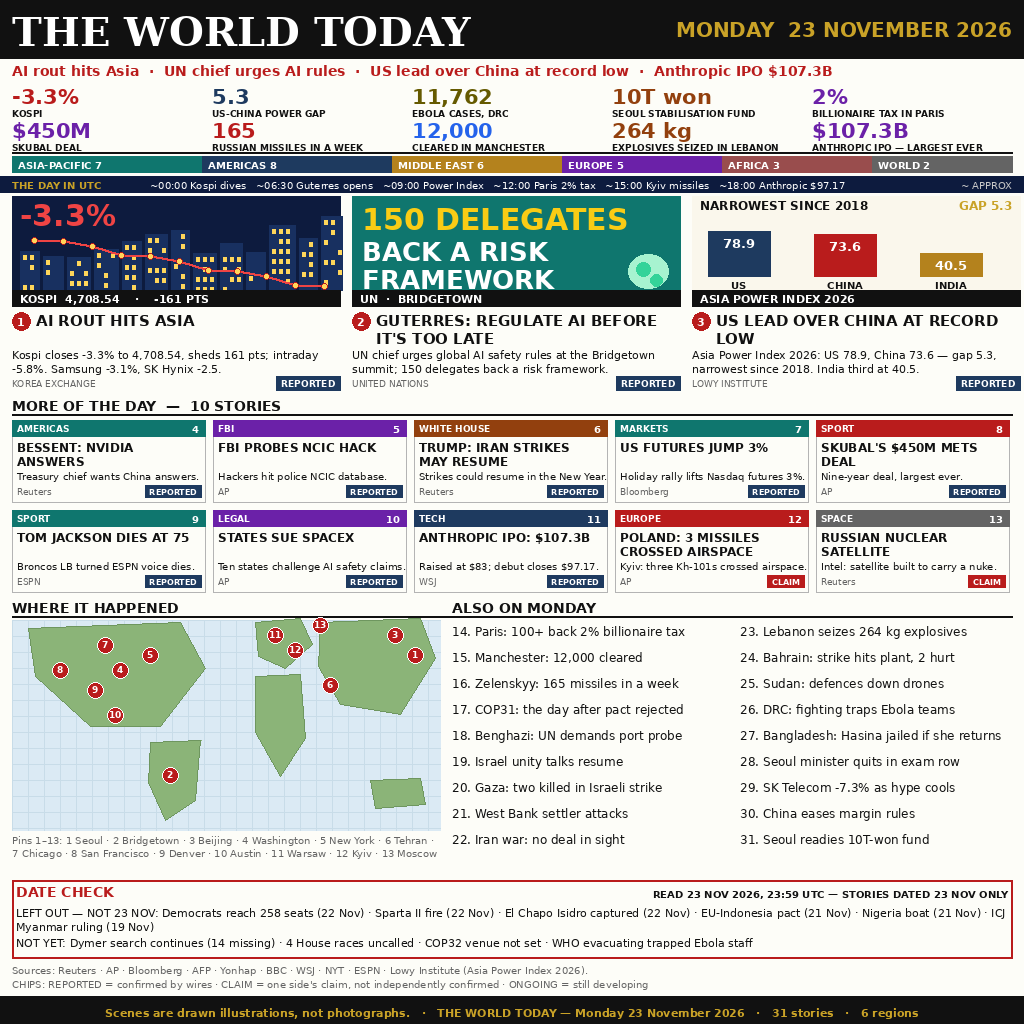 THE WORLD TODAY
MONDAY 23 NOVEMBER 2026
AI rout hits Asia · UN chief urges AI rules · US lead over China at record low · Anthropic IPO $107.3B
-3.3%
KOSPI
5.3
US-CHINA POWER GAP
11,762
EBOLA CASES, DRC
10T won
SEOUL STABILISATION FUND
2%
BILLIONAIRE TAX IN PARIS
$450M
SKUBAL DEAL
165
RUSSIAN MISSILES IN A WEEK
12,000
CLEARED IN MANCHESTER
264 kg
EXPLOSIVES SEIZED IN LEBANON
$107.3B
ANTHROPIC IPO — LARGEST EVER
ASIA-PACIFIC 7
AMERICAS 8
MIDDLE EAST 6
EUROPE 5
AFRICA 3
WORLD 2
THE DAY IN UTC
~00:00 Kospi dives ~06:30 Guterres opens ~09:00 Power Index ~12:00 Paris 2% tax ~15:00 Kyiv missiles ~18:00 Anthropic $97.17
~ APPROX
-3.3%
KOSPI 4,708.54 · -161 PTS
150 DELEGATES
BACK A RISK
FRAMEWORK
UN · BRIDGETOWN
NARROWEST SINCE 2018
GAP 5.3
78.9
73.6
40.5
US
CHINA
INDIA
ASIA POWER INDEX 2026
1 AI ROUT HITS ASIA
Kospi closes -3.3% to 4,708.54, sheds 161 pts; intraday
-5.8%. Samsung -3.1%, SK Hynix -2.5.
KOREA EXCHANGE
REPORTED
2 GUTERRES: REGULATE AI BEFORE
IT'S TOO LATE
UN chief urges global AI safety rules at the Bridgetown
summit; 150 delegates back a risk framework.
UNITED NATIONS
REPORTED
3 US LEAD OVER CHINA AT RECORD
LOW
Asia Power Index 2026: US 78.9, China 73.6 — gap 5.3,
narrowest since 2018. India third at 40.5.
LOWY INSTITUTE
REPORTED
MORE OF THE DAY — 10 STORIES
AMERICAS 4
BESSENT: NVIDIA
ANSWERS
Treasury chief wants China answers.
Reuters
REPORTED
FBI 5
FBI PROBES NCIC HACK
Hackers hit police NCIC database.
AP
REPORTED
WHITE HOUSE 6
TRUMP: IRAN STRIKES
MAY RESUME
Strikes could resume in the New Year.
Reuters
REPORTED
MARKETS 7
US FUTURES JUMP 3%
Holiday rally lifts Nasdaq futures 3%.
Bloomberg
REPORTED
SPORT 8
SKUBAL'S $450M METS
DEAL
Nine-year deal, largest ever.
AP
REPORTED
SPORT 9
TOM JACKSON DIES AT 75
Broncos LB turned ESPN voice dies.
ESPN
REPORTED
LEGAL 10
STATES SUE SPACEX
Ten states challenge AI safety claims.
AP
REPORTED
TECH 11
ANTHROPIC IPO: $107.3B
Raised at $83; debut closes $97.17.
WSJ
REPORTED
EUROPE 12
POLAND: 3 MISSILES
CROSSED AIRSPACE
Kyiv: three Kh-101s crossed airspace.
AP
CLAIM
SPACE 13
RUSSIAN NUCLEAR
SATELLITE
Intel: satellite built to carry a nuke.
Reuters
CLAIM
WHERE IT HAPPENED
13
11
3
7
12
5
1
8
4
6
9
10
2
Pins 1–13: 1 Seoul · 2 Bridgetown · 3 Beijing · 4 Washington · 5 New York · 6 Tehran ·
7 Chicago · 8 San Francisco · 9 Denver · 10 Austin · 11 Warsaw · 12 Kyiv · 13 Moscow
ALSO ON MONDAY
14. Paris: 100+ back 2% billionaire tax
15. Manchester: 12,000 cleared
16. Zelenskyy: 165 missiles in a week
17. COP31: the day after pact rejected
18. Benghazi: UN demands port probe
19. Israel unity talks resume
20. Gaza: two killed in Israeli strike
21. West Bank settler attacks
22. Iran war: no deal in sight
23. Lebanon seizes 264 kg explosives
24. Bahrain: strike hits plant, 2 hurt
25. Sudan: defences down drones
26. DRC: fighting traps Ebola teams
27. Bangladesh: Hasina jailed if she returns
28. Seoul minister quits in exam row
29. SK Telecom -7.3% as hype cools
30. China eases margin rules
31. Seoul readies 10T-won fund
DATE CHECK
READ 23 NOV 2026, 23:59 UTC — STORIES DATED 23 NOV ONLY
LEFT OUT — NOT 23 NOV: Democrats reach 258 seats (22 Nov) · Sparta II fire (22 Nov) · El Chapo Isidro captured (22 Nov) · EU-Indonesia pact (21 Nov) · Nigeria boat (21 Nov) · ICJ
Myanmar ruling (19 Nov)
NOT YET: Dymer search continues (14 missing) · 4 House races uncalled · COP32 venue not set · WHO evacuating trapped Ebola staff
Sources: Reuters · AP · Bloomberg · AFP · Yonhap · BBC · WSJ · NYT · ESPN · Lowy Institute (Asia Power Index 2026).
CHIPS: REPORTED = confirmed by wires · CLAIM = one side's claim, not independently confirmed · ONGOING = still developing
Scenes are drawn illustrations, not photographs. · THE WORLD TODAY — Monday 23 November 2026 · 31 stories · 6 regions